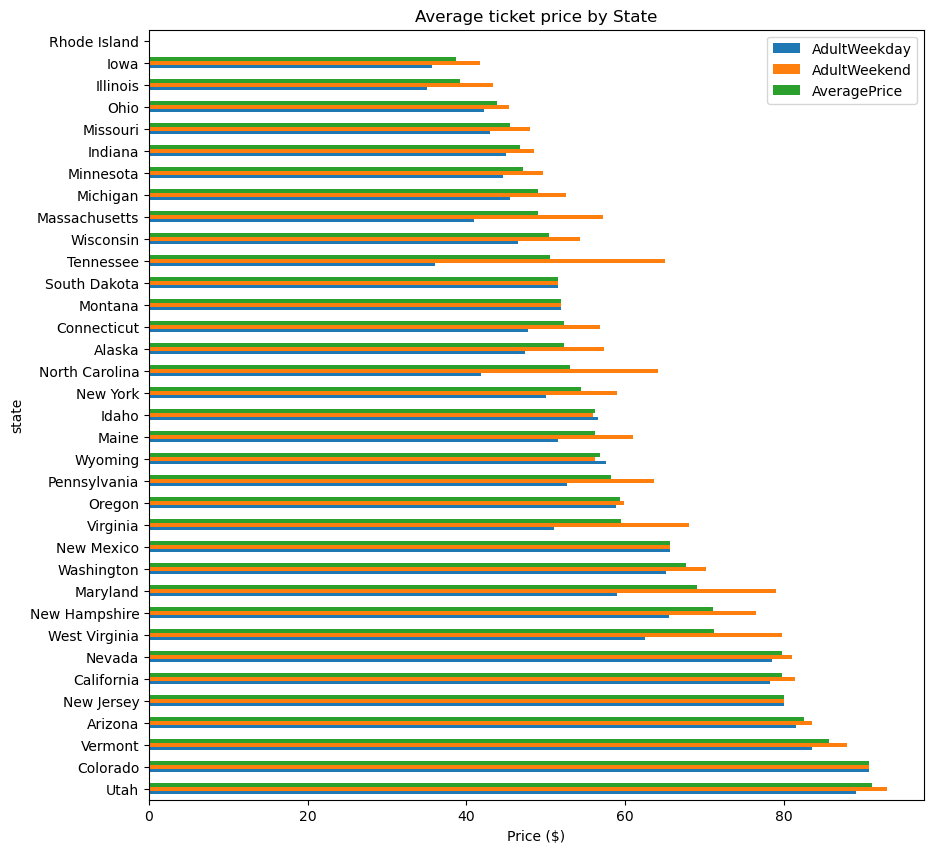 Average ticket price by State
AdultWeekday
AdultWeekend
AveragePrice
Rhode Island
Iowa
Illinois
Ohio
Missouri
Indiana
Minnesota
Michigan
Massachusetts
Wisconsin
Tennessee
South Dakota
Montana
Connecticut
Alaska
North Carolina
New York
Idaho
Maine
Wyoming
Pennsylvania
Oregon
Virginia
New Mexico
Washington
Maryland
New Hampshire
West Virginia
Nevada
California
New Jersey
Arizona
Vermont
Colorado
Utah
state
0 20 40 60 80
Price ($)